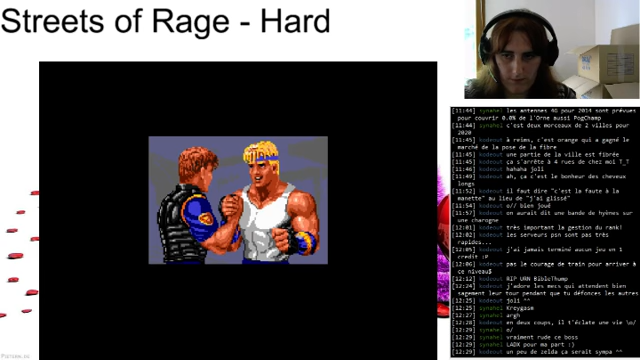 Streets of Rage - Hard
[11:44] synahel les antennes 4G pour 2014 sont prévues
pour couvrir 0.0% de l'Orne aussi PogChamp
[11:44] synahel c'est deux morceaux de 2 villes pour
2020
[11:45] kodeout à reims, c'est orange qui a gagné le
marché de la pose de la fibre
[11:45] kodeout une partie de la ville est fibrée
[11:45] kodeout ça s'arrête à 4 rues de chez moi T_T
[11:46] kodeout hahaha joli
[11:49] kodeout ah, ça c'est le bonheur des cheveux
longs
[11:52] kodeout il faut dire "c'est la faute à la
manette" au lieu de "j'ai glissé"
[11:54] kodeout o// bien joué
[11:57] kodeout on aurait dit une bande de hyènes sur
une charogne
[12:01] kodeout très important la gestion du rank!
[12:02] kodeout les serveurs psn sont pas très
rapides...
[12:05] kodeout j'ai jamais terminé aucun jeu en 1
credit :P
[12:06] kodeout pas le courage de train pour arriver à
ce niveau$
[12:12] kodeout RIP URN BibleThump
[12:24] kodeout j'adore les mecs qui attendent bien
sagement leur tour pendant que tu défonces les autres
[12:25] kodeout joli ^^
[12:25] synahel Kreygasm
[12:27] synahel argh
[12:28] kodeout en deux coups, il t'éclate une vie \o/
[12:29] synahel o/
[12:29] synahel vraiment rude ce boss
[12:29] synahel LADX pour ma part :)
[12:29] kodeout un peu de zelda ça serait sympa ^^